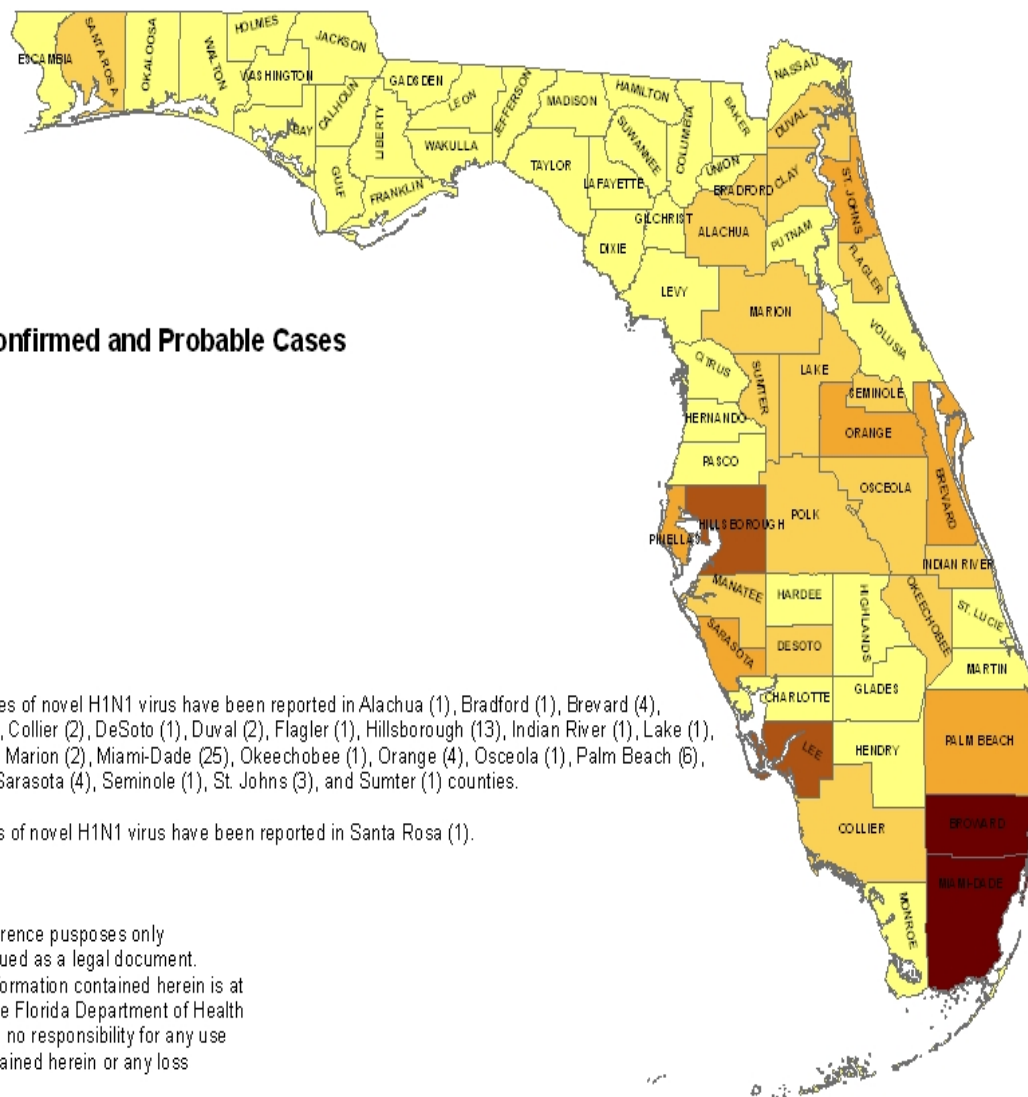 HOLMES
JACKSON
SANTA ROSA
ESCAMBIA
OKALOOSA
WALTON
WASHINGTON
GADSDEN
LEON
JEFFERSON
MADISON
HAMILTON
NASSAU
BAY
CALHOUN
LIBERTY
WAKULLA
TAYLOR
SUWANNEE
COLUMBIA
BAKER
DUVAL
GULF
FRANKLIN
LAFAYETTE
UNION
BRADFORD
CLAY
ST. JOHNS
GILCHRIST
ALACHUA
PUTNAM
DIXIE
FLAGLER
LEVY
MARION
VOLUSIA
onfirmed and Probable Cases
CITRUS
SUMTER
LAKE
SEMINOLE
HERNANDO
ORANGE
PASCO
BREVARD
OSCEOLA
PINELLAS
HILLSBOROUGH
POLK
INDIAN RIVER
MANATEE
HARDEE
HIGHLANDS
OKEECHOBEE
ST. LUCIE
SARASOTA
DESOTO
MARTIN
CHARLOTTE
GLADES
es of novel H1N1 virus have been reported in Alachua (1), Bradford (1), Brevard (4),
, Collier (2), DeSoto (1), Duval (2), Flagler (1), Hillsborough (13), Indian River (1), Lake (1),
, Marion (2), Miami-Dade (25), Okeechobee (1), Orange (4), Osceola (1), Palm Beach (6),
Sarasota (4), Seminole (1), St. Johns (3), and Sumter (1) counties.
LEE
HENDRY
PALM BEACH
s of novel H1N1 virus have been reported in Santa Rosa (1).
COLLIER
BROWARD
MIAMI-DADE
MONROE
rence pusposes only
ued as a legal document.
formation contained herein is at
e Florida Department of Health
no responsibility for any use
ained herein or any loss